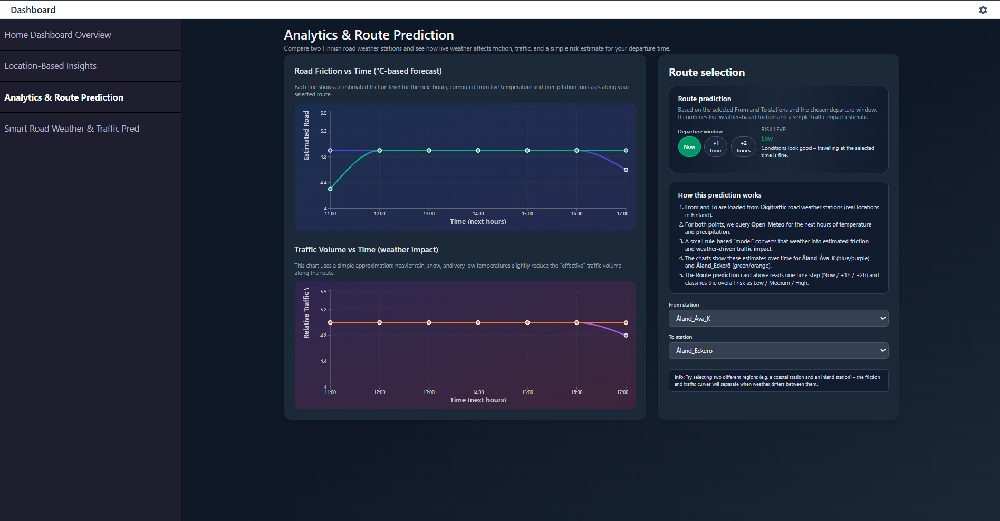 Dashboard
Home Dashboard Overview
Location-Based Insights
Analytics & Route Prediction
Smart Road Weather & Traffic Pred
Analytics & Route Prediction
Compare two Finnish road weather stations and see how live weather affects friction, traffic, and a simple risk estimate for your departure time.
Road Friction vs Time (°C-based forecast)
Each line shows an estimated friction level for the next hours, computed from live temperature and precipitation forecasts along your
selected route.
Estimated Road
5.5
5.2
4.8
4.4
4
11:00 12:00 13:00 14:00 15:00 16:00 17:00
Time (next hours)
Traffic Volume vs Time (weather impact)
This chart uses a simple approximation: heavier rain, snow, and very low temperatures slightly reduce the "effective" traffic volume
along the route.
Relative Traffic
5.5
5.2
4.8
4.4
4
11:00 12:00 13:00 14:00 15:00 16:00 17:00
Time (next hours)
Route selection
Route prediction
Based on the selected From and To stations and the chosen departure window.
It combines live weather-based friction and a simple traffic impact estimate.
Departure window
Now
+1
hour
+2
hours
RISK LEVEL
Low
Conditions look good – travelling at the selected
time is fine.
How this prediction works
1. From and To are loaded from Digitraffic road weather stations (real locations
in Finland).
2. For both points, we query Open-Meteo for the next hours of temperature
and precipitation.
3. A small rule-based "model" converts that weather into estimated friction
and weather-driven traffic impact.
4. The charts show these estimates over time for Åland_Åva_K (blue/purple)
and Åland_Eckerö (green/orange).
5. The Route prediction card above reads one time step (Now / +1h / +2h) and
classifies the overall risk as Low / Medium / High.
From station
Åland_Åva_K
To station
Åland_Eckerö
Info: Try selecting two different regions (e.g. a coastal station and an inland station) – the friction
and traffic curves will separate when weather differs between them.